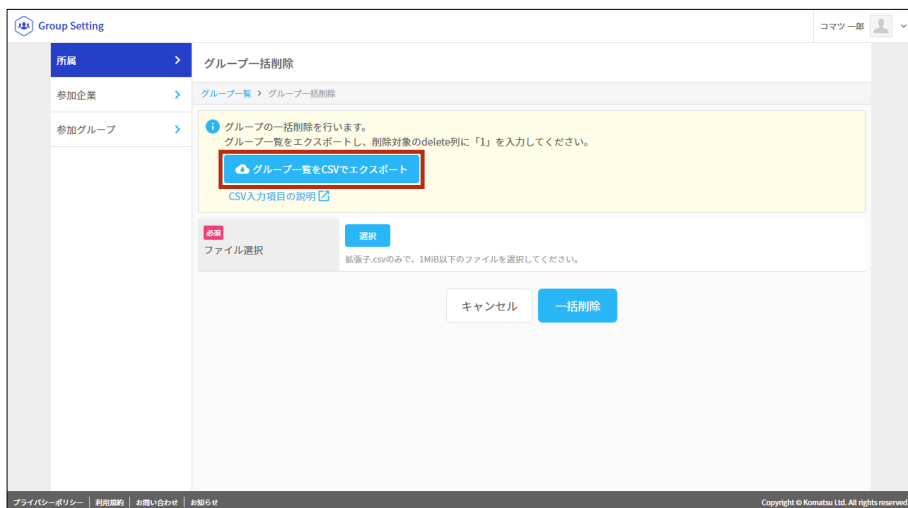 Group Setting
コマツ 一郎
所属
参加企業
参加グループ
グループ一括削除
グループ一覧 > グループ一括削除
グループの一括削除を行います。
グループ一覧をエクスポートし、削除対象のdelete列に「1」を入力してください。
グループ一覧をCSVでエクスポート
CSV入力項目の説明
必須
ファイル選択
選択
拡張子.csvのみで、1MiB以下のファイルを選択してください。
キャンセル
一括削除
プライバシーポリシー | 利用規約 | お問い合わせ | お知らせ
Copyright © Komatsu Ltd. All rights reserved